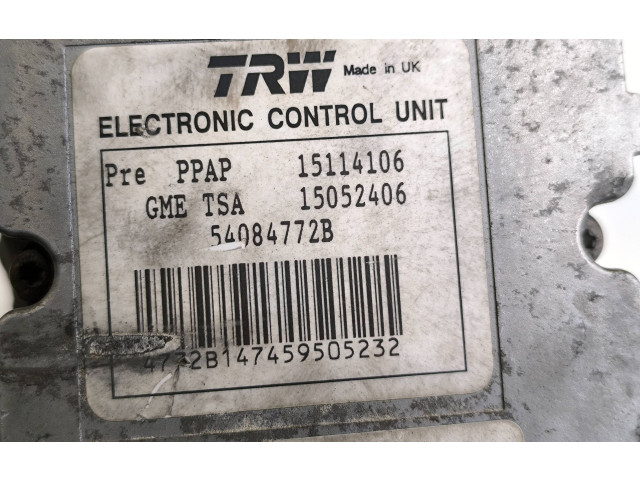 TRW Made in UK
ELECTRONIC CONTROL UNIT
Pre PPAP 15114106
GME TSA 15052406
54084772B
4772B147459505232